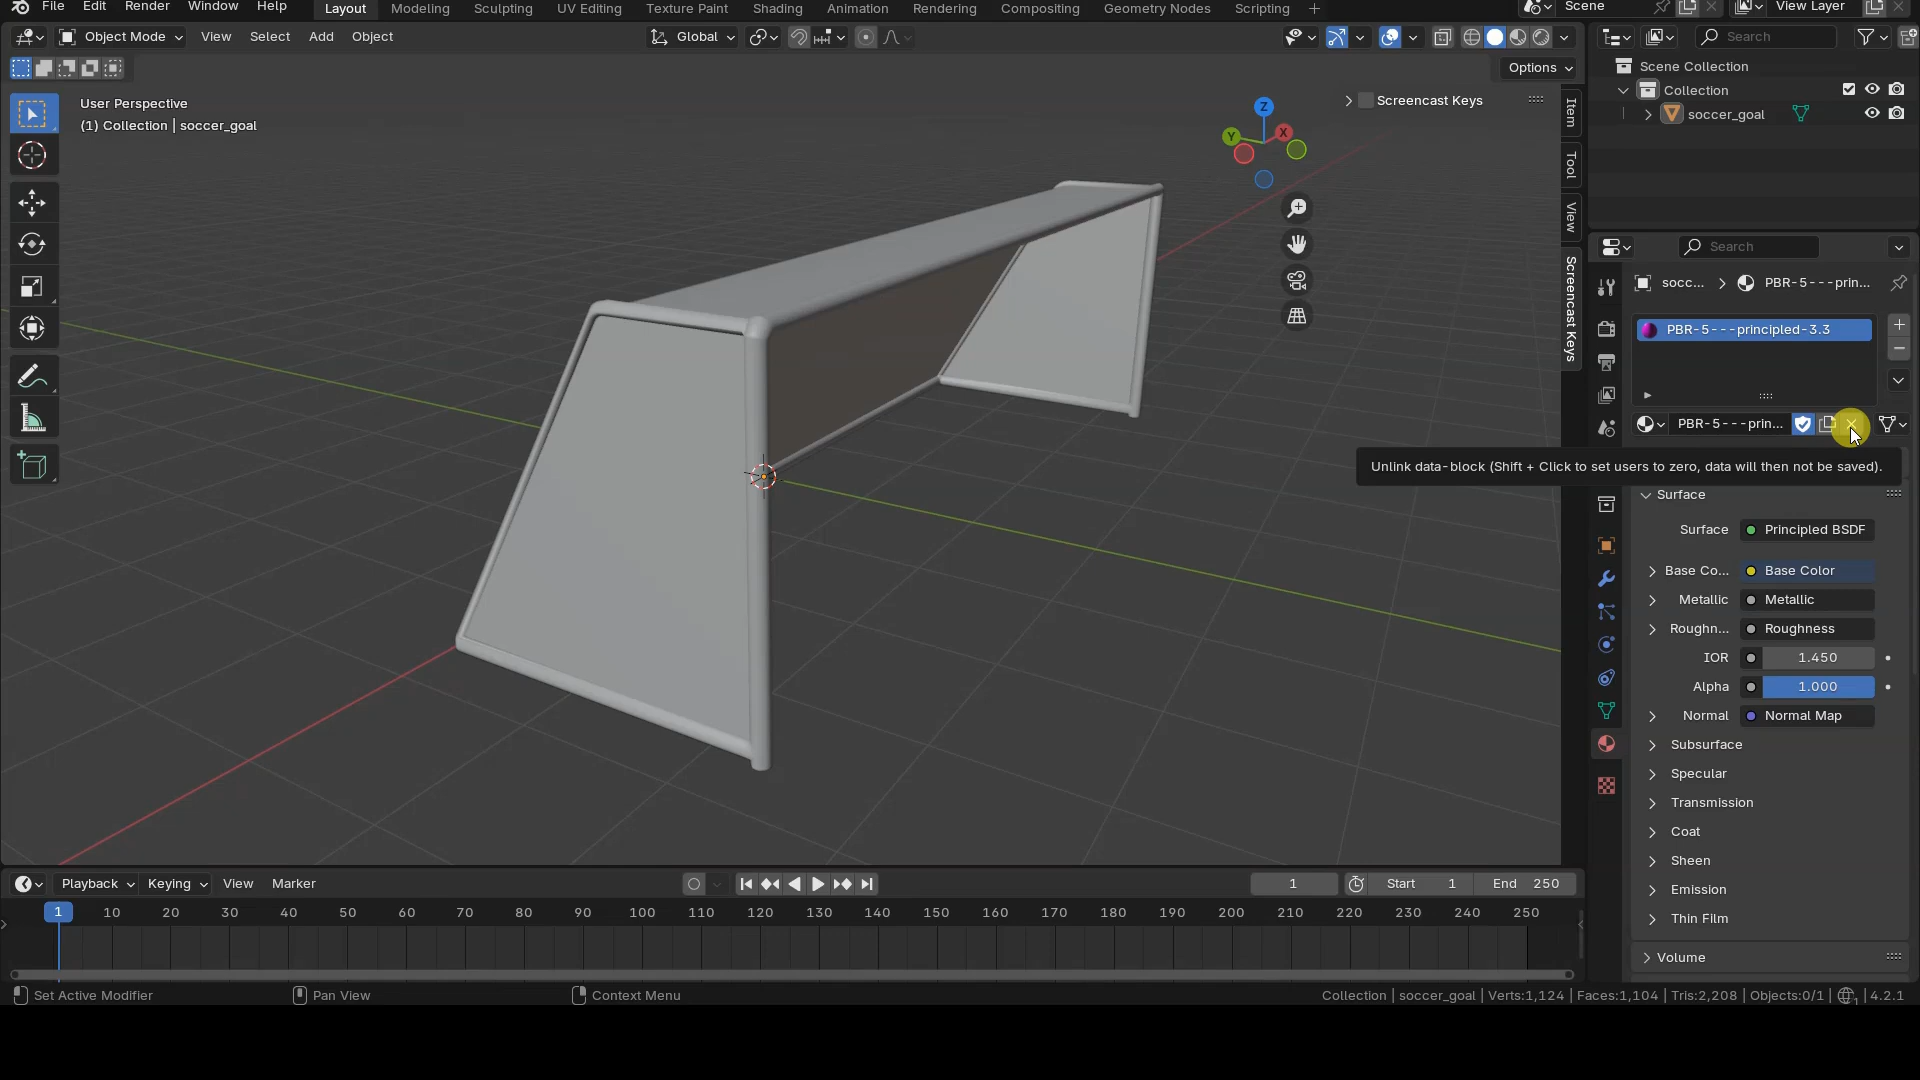 File Edit Render Window Help Layout Modeling Sculpting UV Editing Texture Paint Shading Animation Rendering Compositing Geometry Nodes Scripting + Scene View Layer
Object Mode View Select Add Object Global Search
Options
User Perspective
(1) Collection | soccer_goal
Screencast Keys
Z
Y
X
Item
Tool
View
Screencast Keys
Scene Collection
Collection
soccer_goal
Search
socc... PBR-5---prin...
PBR-5---principled-3.3
PBR-5---prin...
Unlink data-block (Shift + Click to set users to zero, data will then not be saved).
Surface
Surface Principled BSDF
Base Co... Base Color
Metallic Metallic
Roughn... Roughness
IOR 1.450
Alpha 1.000
Normal Normal Map
Subsurface
Specular
Transmission
Coat
Sheen
Emission
Thin Film
Volume
Playback Keying View Marker 1 Start 1 End 250
1 10 20 30 40 50 60 70 80 90 100 110 120 130 140 150 160 170 180 190 200 210 220 230 240 250
Set Active Modifier Pan View Context Menu Collection | soccer_goal | Verts:1,124 | Faces:1,104 | Tris:2,208 | Objects:0/1 | 4.2.1